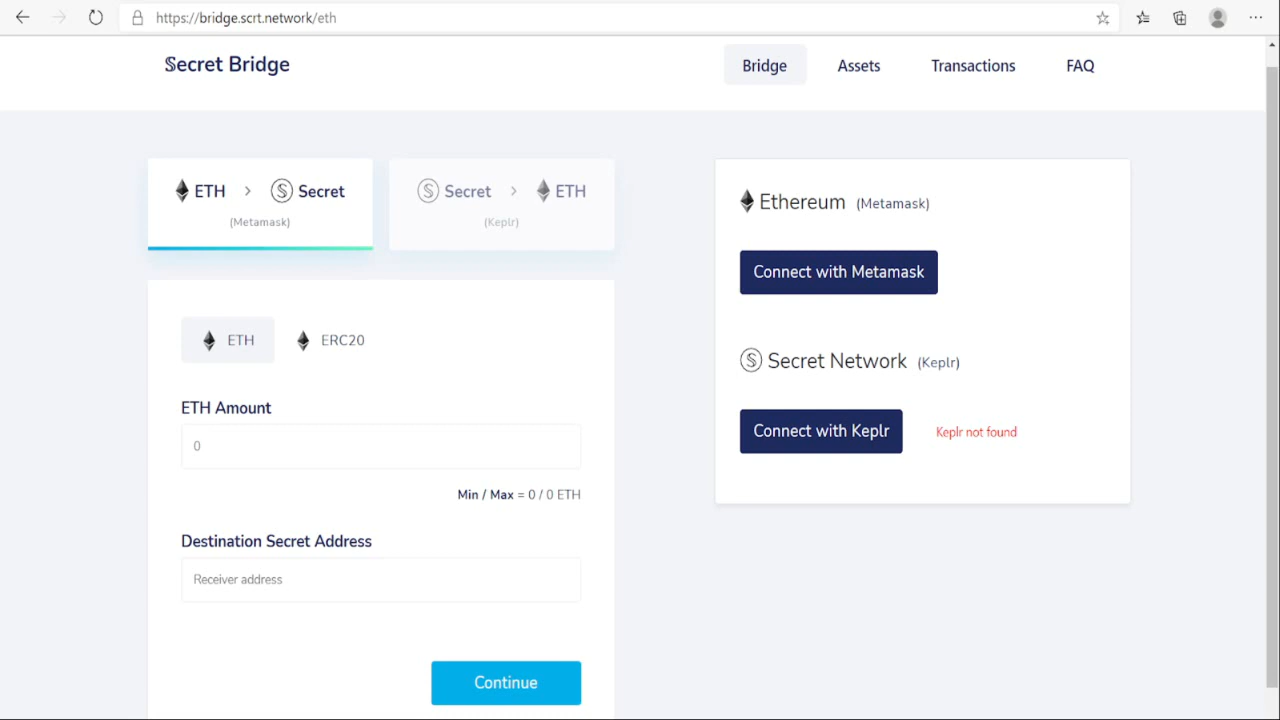 https://bridge.scrt.network/eth
Secret Bridge
Bridge
Assets
Transactions
FAQ
ETH > Secret
(Metamask)
Secret > ETH
(Keplr)
ETH
ERC20
ETH Amount
0
Min / Max = 0 / 0 ETH
Destination Secret Address
Receiver address
Continue
Ethereum (Metamask)
Connect with Metamask
Secret Network (Keplr)
Connect with Keplr
Keplr not found